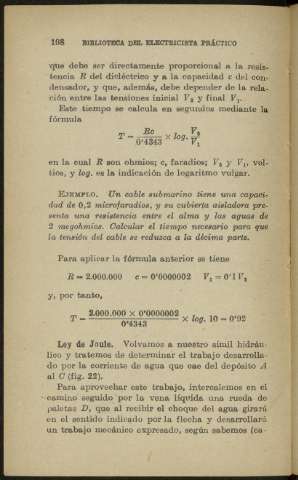 168 BIBLIOTECA DEL ELECTRICISTA PRÁCTICO
que debe ser directamente proporcional a la resis-
tencia R del dieléctrico y a la capacidad c del con-
densador, y que, además, debe depender de la rela-
ción entre las tensiones inicial V₂ y final V₁.
Este tiempo se calcula en segundos mediante la
fórmula
T = Rc / 0'4343 × log. V₂ / V₁
en la cual R son ohmios; c, faradios; V₂ y V₁, vol-
tios, y log. es la indicación de logaritmo vulgar.
EJEMPLO. Un cable submarino tiene una capaci-
dad de 0,2 microfaradios, y su cubierta aisladora pre-
senta una resistencia entre el alma y las aguas de
2 megohmios. Calcular el tiempo necesario para que
la tensión del cable se reduzca a la décima parte.
Para aplicar la fórmula anterior se tiene
R = 2.000.000 c = 0'0000002 V₁ = 0'1 V₂
y, por tanto,
T = 2.000.000 × 0'0000002 / 0'4343 × log. 10 = 0'92
Ley de Joule. Volvamos a nuestro símil hidráu-
lico y tratemos de determinar el trabajo desarrolla-
do por la corriente de agua que cae del depósito A
al C (fig. 22).
Para aprovechar este trabajo, intercalemos en el
camino seguido por la vena líquida una rueda de
paletas D, que al recibir el choque del agua girará
en el sentido indicado por la flecha y desarrollará
un trabajo mecánico expresado, según sabemos (ca-